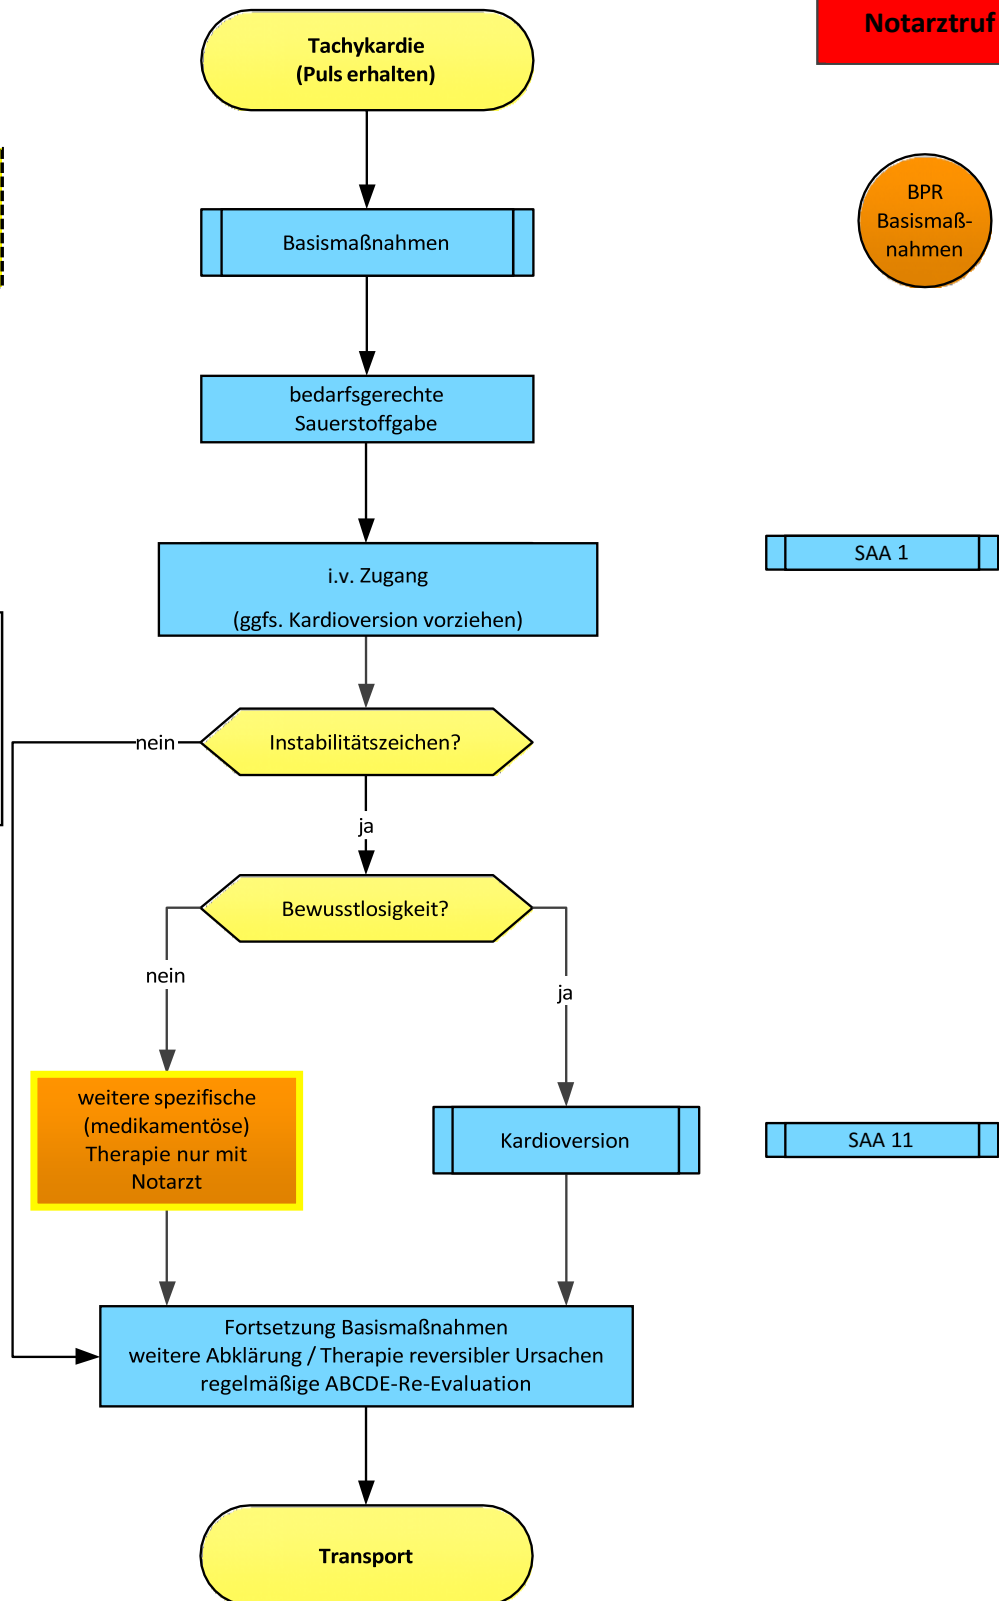 Tachykardie
(Puls erhalten)
Notarztruf
Basismaßnahmen
BPR
Basismaß-
nahmen
bedarfsgerechte
Sauerstoffgabe
i.v. Zugang
(ggfs. Kardioversion vorziehen)
SAA 1
nein
Instabilitätszeichen?
ja
Bewusstlosigkeit?
nein
ja
weitere spezifische
(medikamentöse)
Therapie nur mit
Notarzt
Kardioversion
SAA 11
Fortsetzung Basismaßnahmen
weitere Abklärung / Therapie reversibler Ursachen
regelmäßige ABCDE-Re-Evaluation
Transport